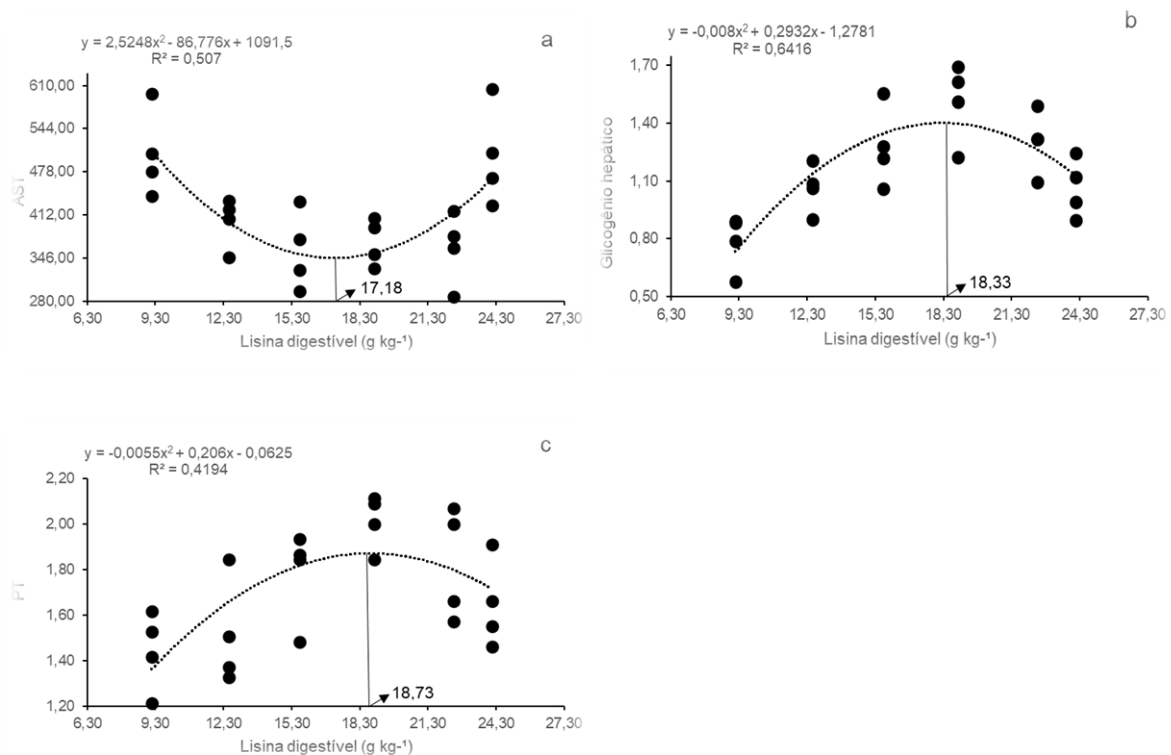 a
y = 2,5248x² - 86,776x + 1091,5
R² = 0,507
AST
610,00
544,00
478,00
412,00
346,00
280,00
17,18
6,30 9,30 12,30 15,30 18,30 21,30 24,30 27,30
Lisina digestível (g kg-¹)
b
y = -0,008x² + 0,2932x - 1,2781
R² = 0,6416
Glicogênio hepático
1,70
1,40
1,10
0,80
0,50
18,33
6,30 9,30 12,30 15,30 18,30 21,30 24,30 27,30
Lisina digestível (g kg-¹)
c
y = -0,0055x² + 0,206x - 0,0625
R² = 0,4194
PT
2,20
2,00
1,80
1,60
1,40
1,20
18,73
6,30 9,30 12,30 15,30 18,30 21,30 24,30 27,30
Lisina digestível (g kg-¹)